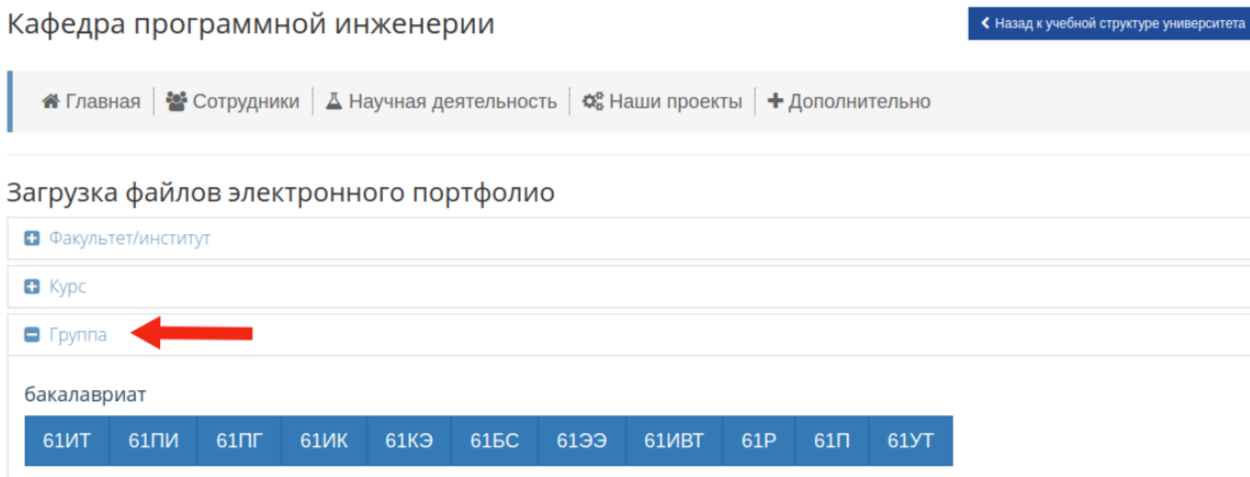 Кафедра программной инженерии
Назад к учебной структуре университета
Главная Сотрудники Научная деятельность Наши проекты Дополнительно
Загрузка файлов электронного портфолио
Факультет/институт
Курс
Группа
бакалавриат
61ИТ 61ПИ 61ПГ 61ИК 61КЭ 61БС 61ЭЭ 61ИВТ 61Р 61П 61УТ